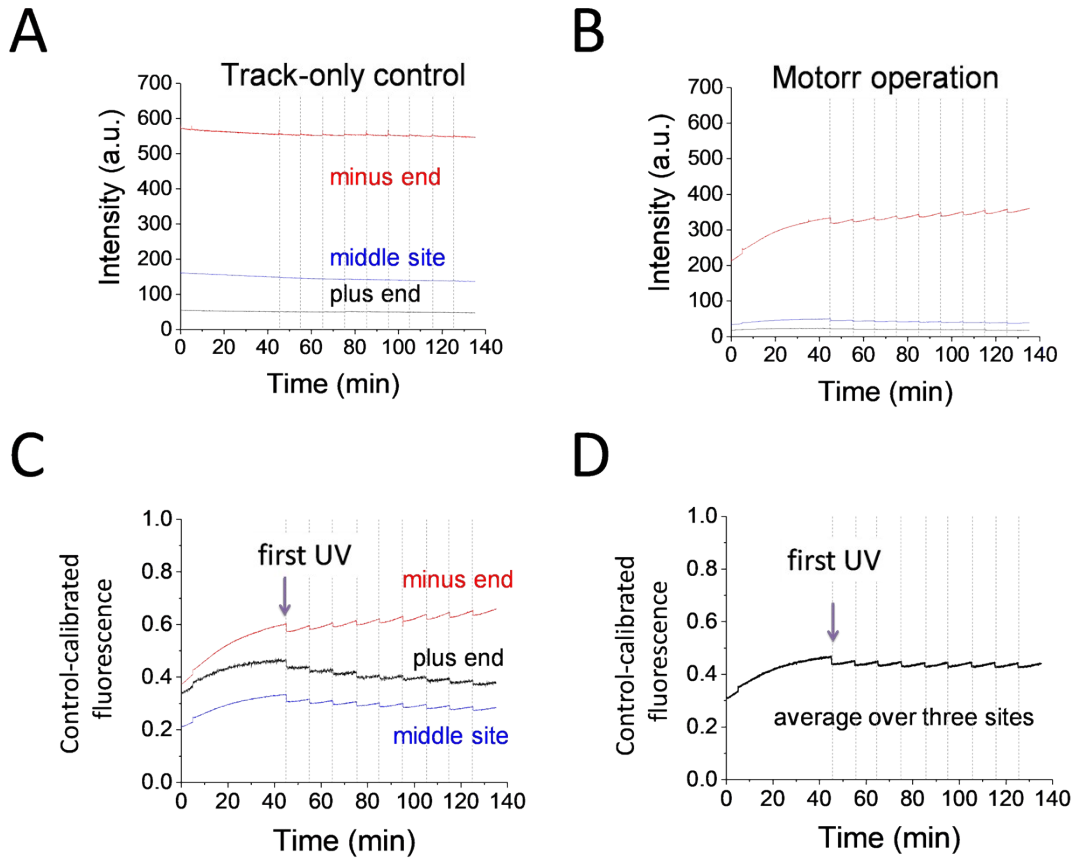 A
Track-only control
700
600
500
400
300
200
100
0
Intensity (a.u.)
minus end
middle site
plus end
0 20 40 60 80 100 120 140
Time (min)
B
Motorr operation
700
600
500
400
300
200
100
0
Intensity (a.u.)
0 20 40 60 80 100 120 140
Time (min)
C
1.0
0.8
0.6
0.4
0.2
0.0
Control-calibrated
fluorescence
first UV
minus end
plus end
middle site
0 20 40 60 80 100 120 140
Time (min)
D
1.0
0.8
0.6
0.4
0.2
0.0
Control-calibrated
fluorescence
first UV
average over three sites
0 20 40 60 80 100 120 140
Time (min)